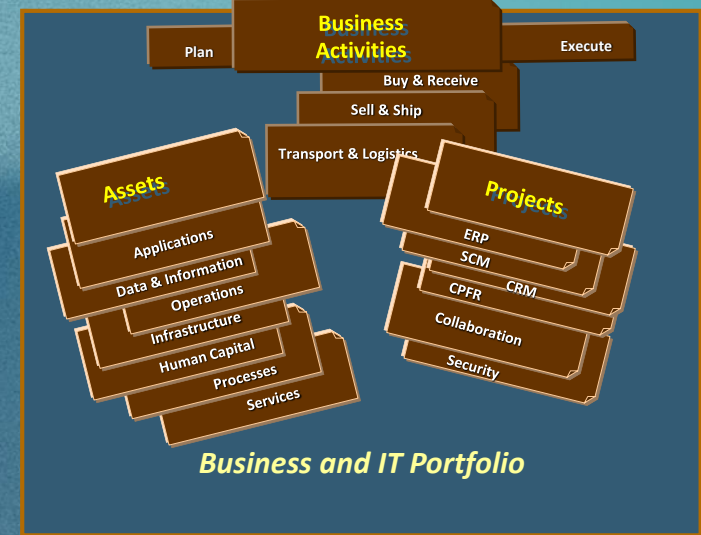 Business
Activities
Plan
Execute
Buy & Receive
Sell & Ship
Transport & Logistics
Assets
Applications
Data & Information
Operations
Infrastructure
Human Capital
Processes
Services
Projects
ERP
SCM
CRM
CPFR
Collaboration
Security
Business and IT Portfolio